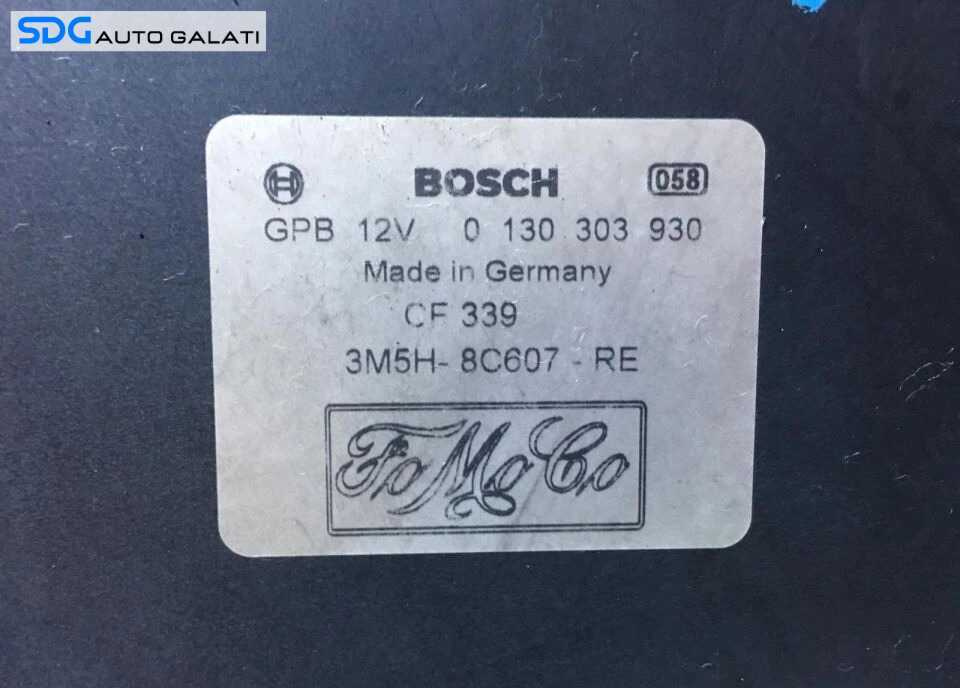 SDG AUTO GALATI
BOSCH 058
GPB 12V 0 130 303 930
Made in Germany
CF 339
3M5H- 8C607 - RE
FoMoCo